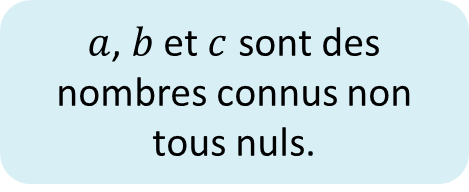 a, b et c sont des
nombres connus non
tous nuls.